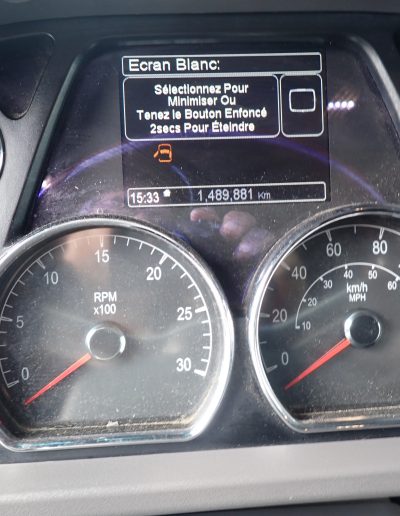 Ecran Blanc:
Sélectionnez Pour
Minimiser Ou
Tenez le Bouton Enfoncé
2secs Pour Éteindre
15:33 1,489,881 Km
0 5 10 15 20 25 30
RPM
x100
0 20 40 60 80
10 20 30 40 50 60
km/h
MPH